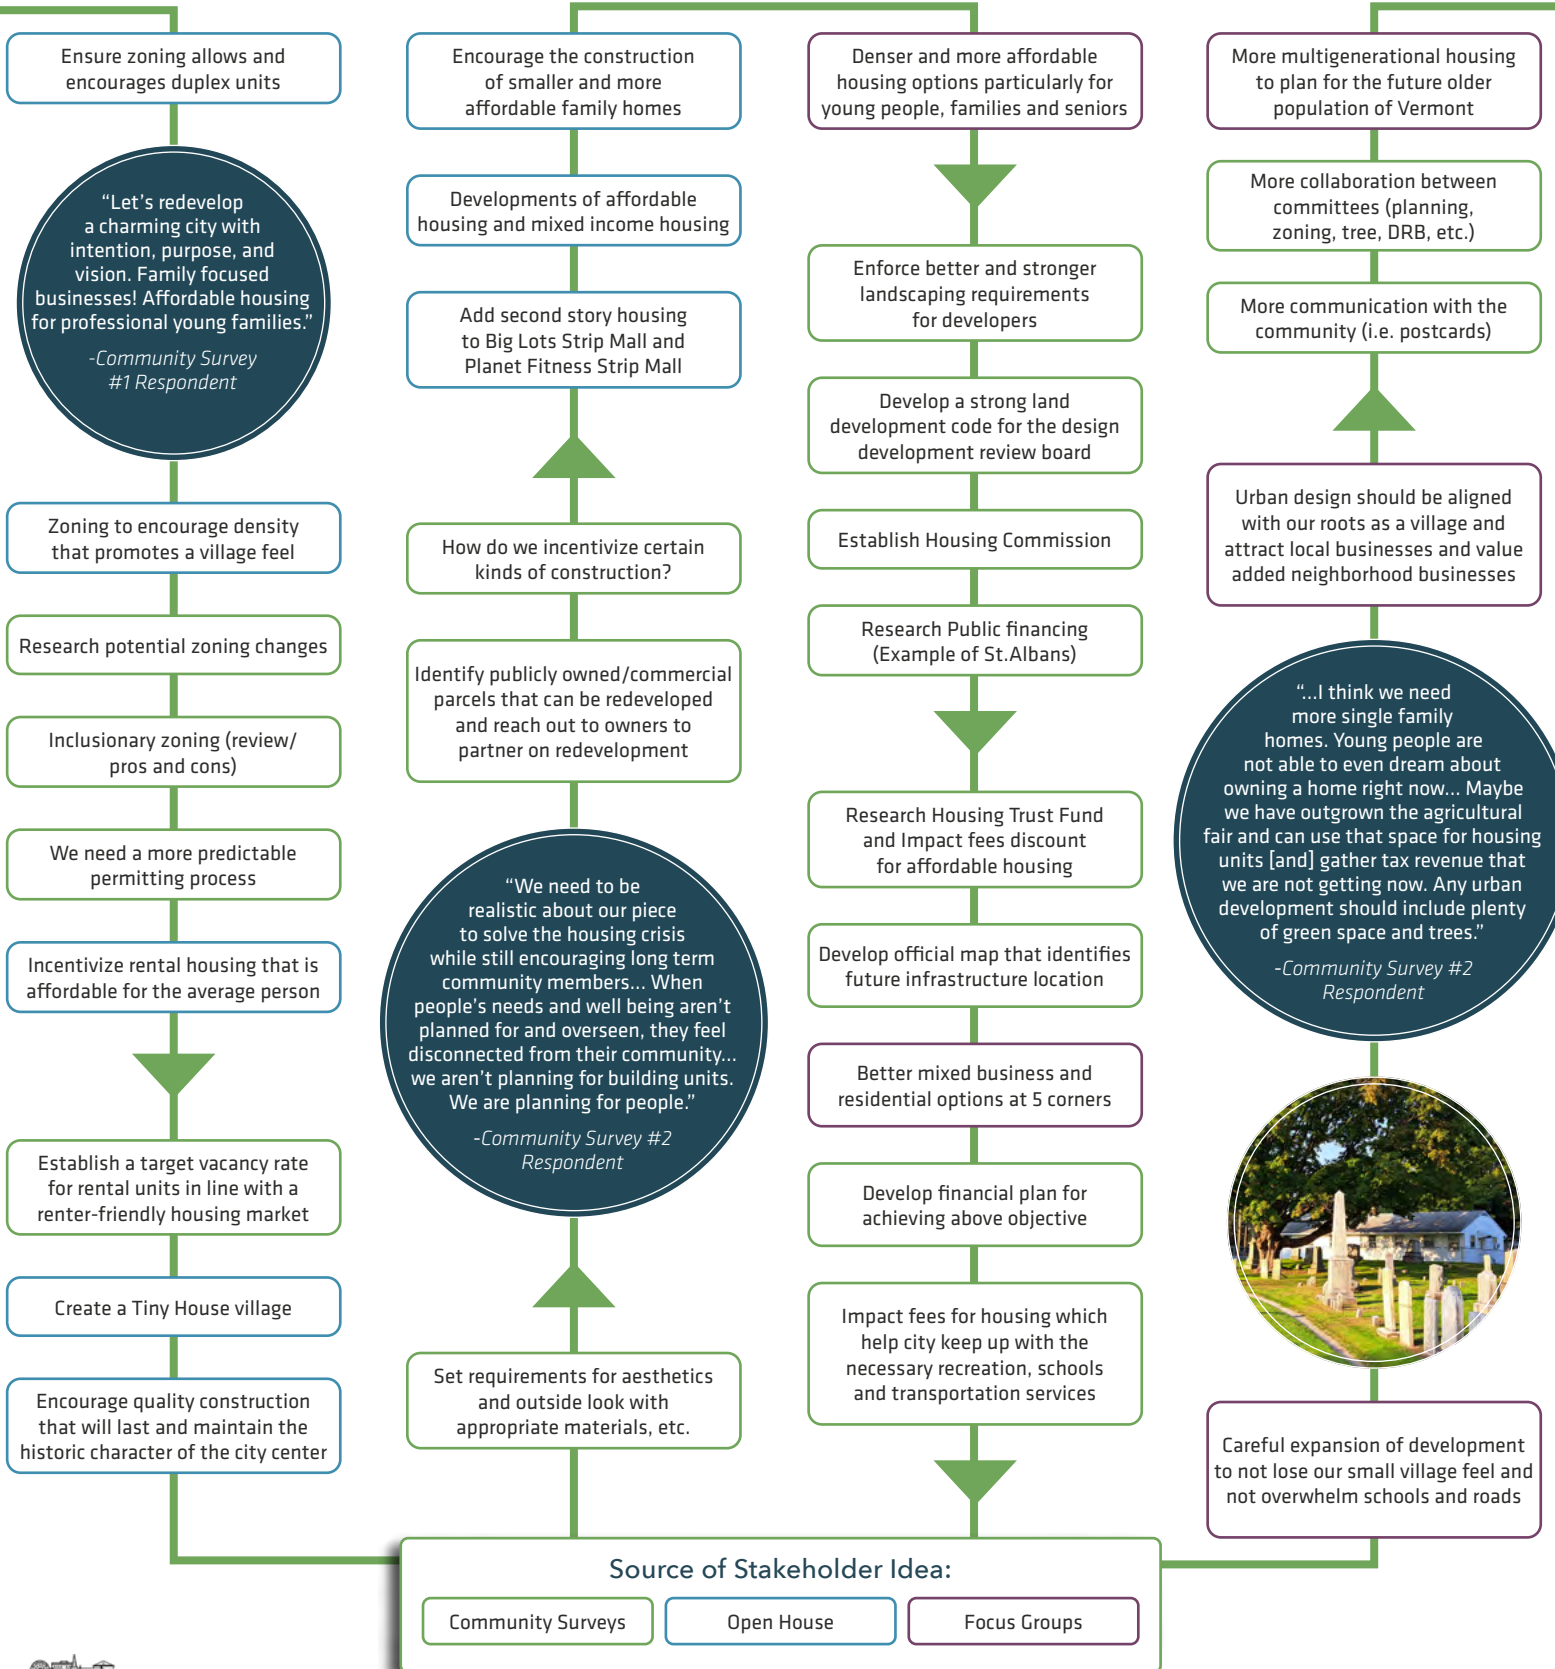 Ensure zoning allows and
encourages duplex units
“Let’s redevelop
a charming city with
intention, purpose, and
vision. Family focused
businesses! Affordable housing
for professional young families.”
-Community Survey
#1 Respondent
Zoning to encourage density
that promotes a village feel
Research potential zoning changes
Inclusionary zoning (review/
pros and cons)
We need a more predictable
permitting process
Incentivize rental housing that is
affordable for the average person
Establish a target vacancy rate
for rental units in line with a
renter-friendly housing market
Create a Tiny House village
Encourage quality construction
that will last and maintain the
historic character of the city center
Encourage the construction
of smaller and more
affordable family homes
Developments of affordable
housing and mixed income housing
Add second story housing
to Big Lots Strip Mall and
Planet Fitness Strip Mall
How do we incentivize certain
kinds of construction?
Identify publicly owned/commercial
parcels that can be redeveloped
and reach out to owners to
partner on redevelopment
“We need to be
realistic about our piece
to solve the housing crisis
while still encouraging long term
community members... When
people’s needs and well being aren’t
planned for and overseen, they feel
disconnected from their community...
we aren’t planning for building units.
We are planning for people.”
-Community Survey #2
Respondent
Set requirements for aesthetics
and outside look with
appropriate materials, etc.
Denser and more affordable
housing options particularly for
young people, families and seniors
Enforce better and stronger
landscaping requirements
for developers
Develop a strong land
development code for the design
development review board
Establish Housing Commission
Research Public financing
(Example of St.Albans)
Research Housing Trust Fund
and Impact fees discount
for affordable housing
Develop official map that identifies
future infrastructure location
Better mixed business and
residential options at 5 corners
Develop financial plan for
achieving above objective
Impact fees for housing which
help city keep up with the
necessary recreation, schools
and transportation services
More multigenerational housing
to plan for the future older
population of Vermont
More collaboration between
committees (planning,
zoning, tree, DRB, etc.)
More communication with the
community (i.e. postcards)
Urban design should be aligned
with our roots as a village and
attract local businesses and value
added neighborhood businesses
“...I think we need
more single family
homes. Young people are
not able to even dream about
owning a home right now... Maybe
we have outgrown the agricultural
fair and can use that space for housing
units [and] gather tax revenue that
we are not getting now. Any urban
development should include plenty
of green space and trees.”
-Community Survey #2
Respondent
Careful expansion of development
to not lose our small village feel and
not overwhelm schools and roads
Source of Stakeholder Idea:
Community Surveys
Open House
Focus Groups